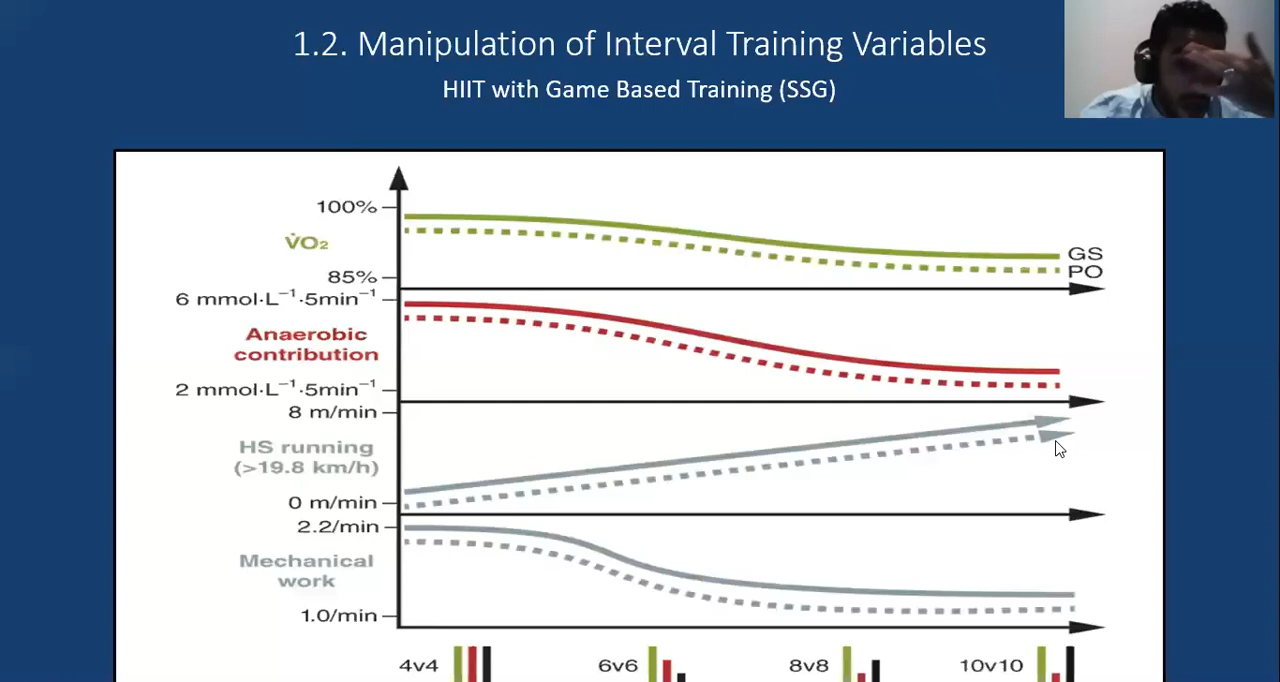 1.2. Manipulation of Interval Training Variables
HIIT with Game Based Training (SSG)
100%
V̇O₂
85%
GS
PO
6 mmol·L⁻¹·5min⁻¹
Anaerobic
contribution
2 mmol·L⁻¹·5min⁻¹
8 m/min
HS running
(>19.8 km/h)
0 m/min
2.2/min
Mechanical
work
1.0/min
4v4 6v6 8v8 10v10